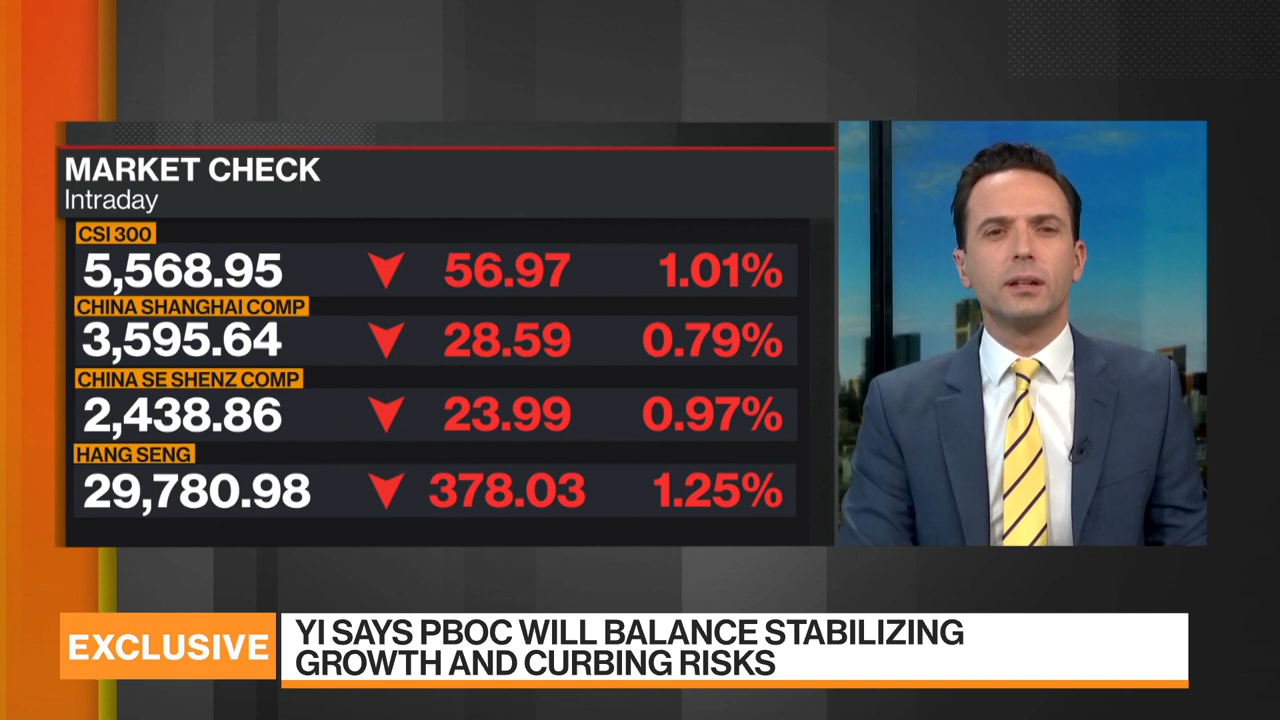 MARKET CHECK
Intraday
CSI 300
5,568.95 56.97 1.01%
CHINA SHANGHAI COMP
3,595.64 28.59 0.79%
CHINA SE SHENZ COMP
2,438.86 23.99 0.97%
HANG SENG
29,780.98 378.03 1.25%
EXCLUSIVE
YI SAYS PBOC WILL BALANCE STABILIZING
GROWTH AND CURBING RISKS